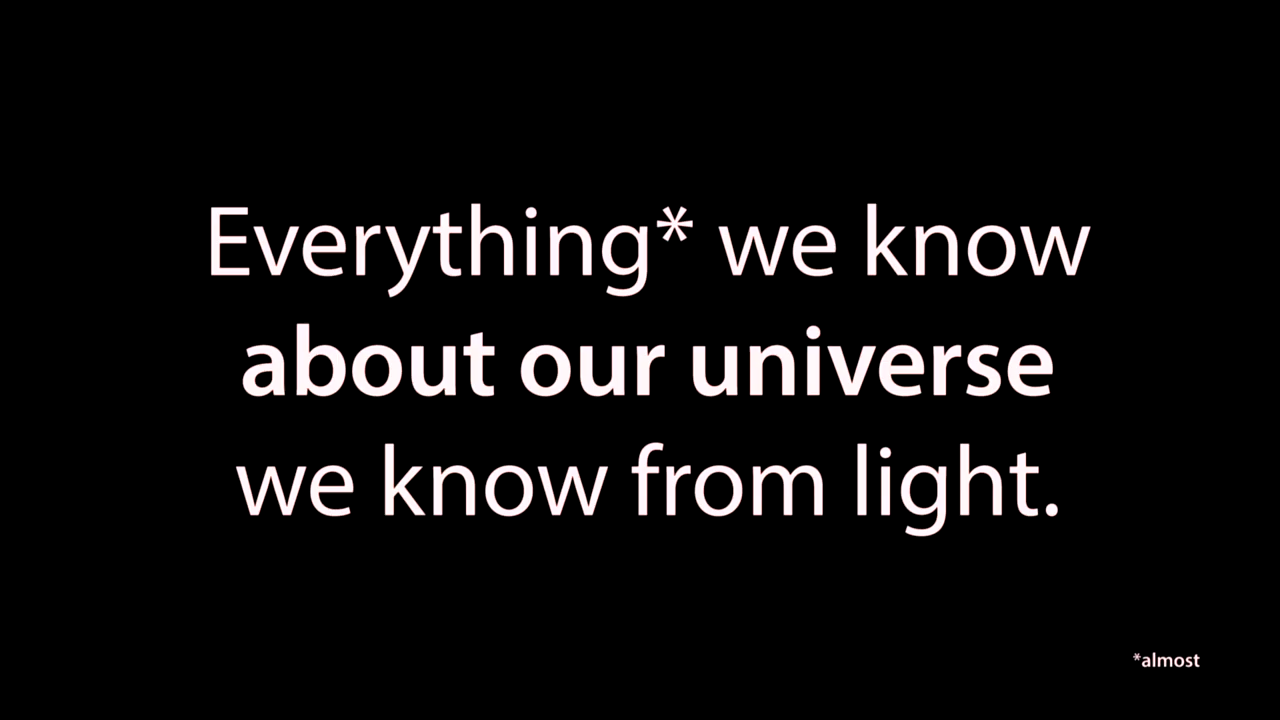 Everything* we know
about our universe
we know from light.
*almost